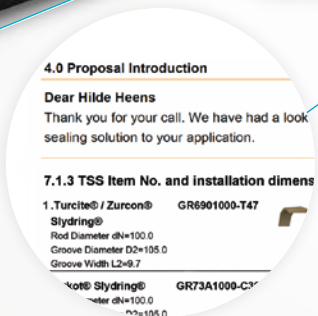 4.0 Proposal Introduction
Dear Hilde Heens
Thank you for your call. We have had a look
sealing solution to your application.
7.1.3 TSS Item No. and installation dimens
1.Turcite® / Zurcon® GR6901000-T47
Slydring®
Rod Diameter dN=100.0
Groove Diameter D2=105.0
Groove Width L2=9.7
Slydring® GR73A1000-C3
dN=100.0